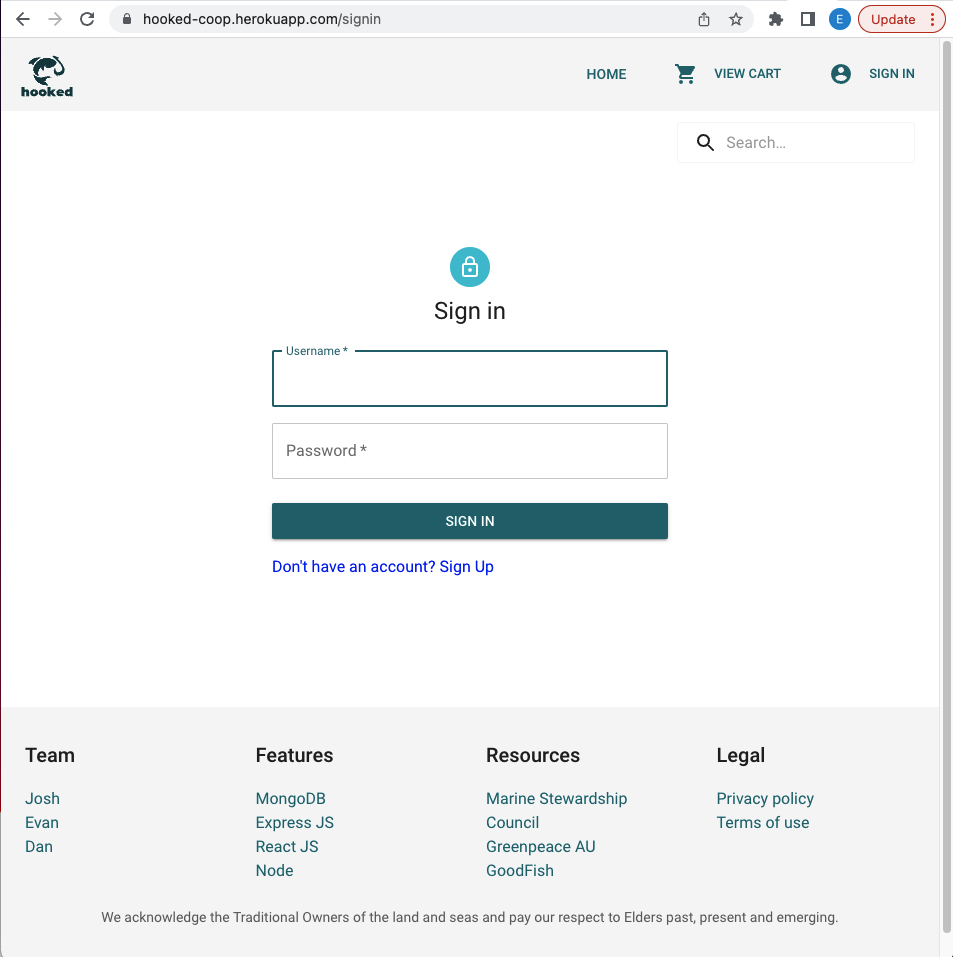 hooked-coop.herokuapp.com/signin
E
Update
hooked
HOME
VIEW CART
SIGN IN
Search…
Sign in
Username *
Password *
SIGN IN
Don't have an account? Sign Up
Team
Josh
Evan
Dan
Features
MongoDB
Express JS
React JS
Node
Resources
Marine Stewardship
Council
Greenpeace AU
GoodFish
Legal
Privacy policy
Terms of use
We acknowledge the Traditional Owners of the land and seas and pay our respect to Elders past, present and emerging.